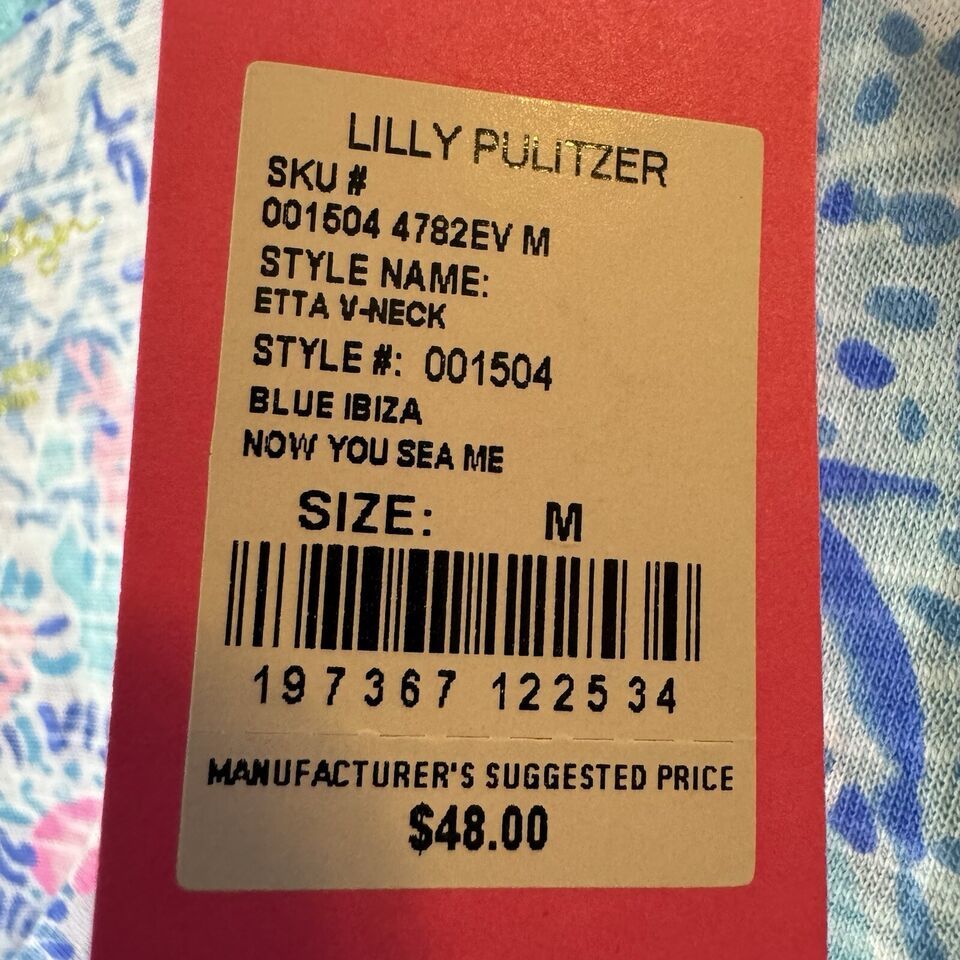 LILLY PULITZER
SKU #
001504 4782EV M
STYLE NAME:
ETTA V-NECK
STYLE #: 001504
BLUE IBIZA
NOW YOU SEA ME
SIZE: M
197367 122534
MANUFACTURER'S SUGGESTED PRICE
$48.00